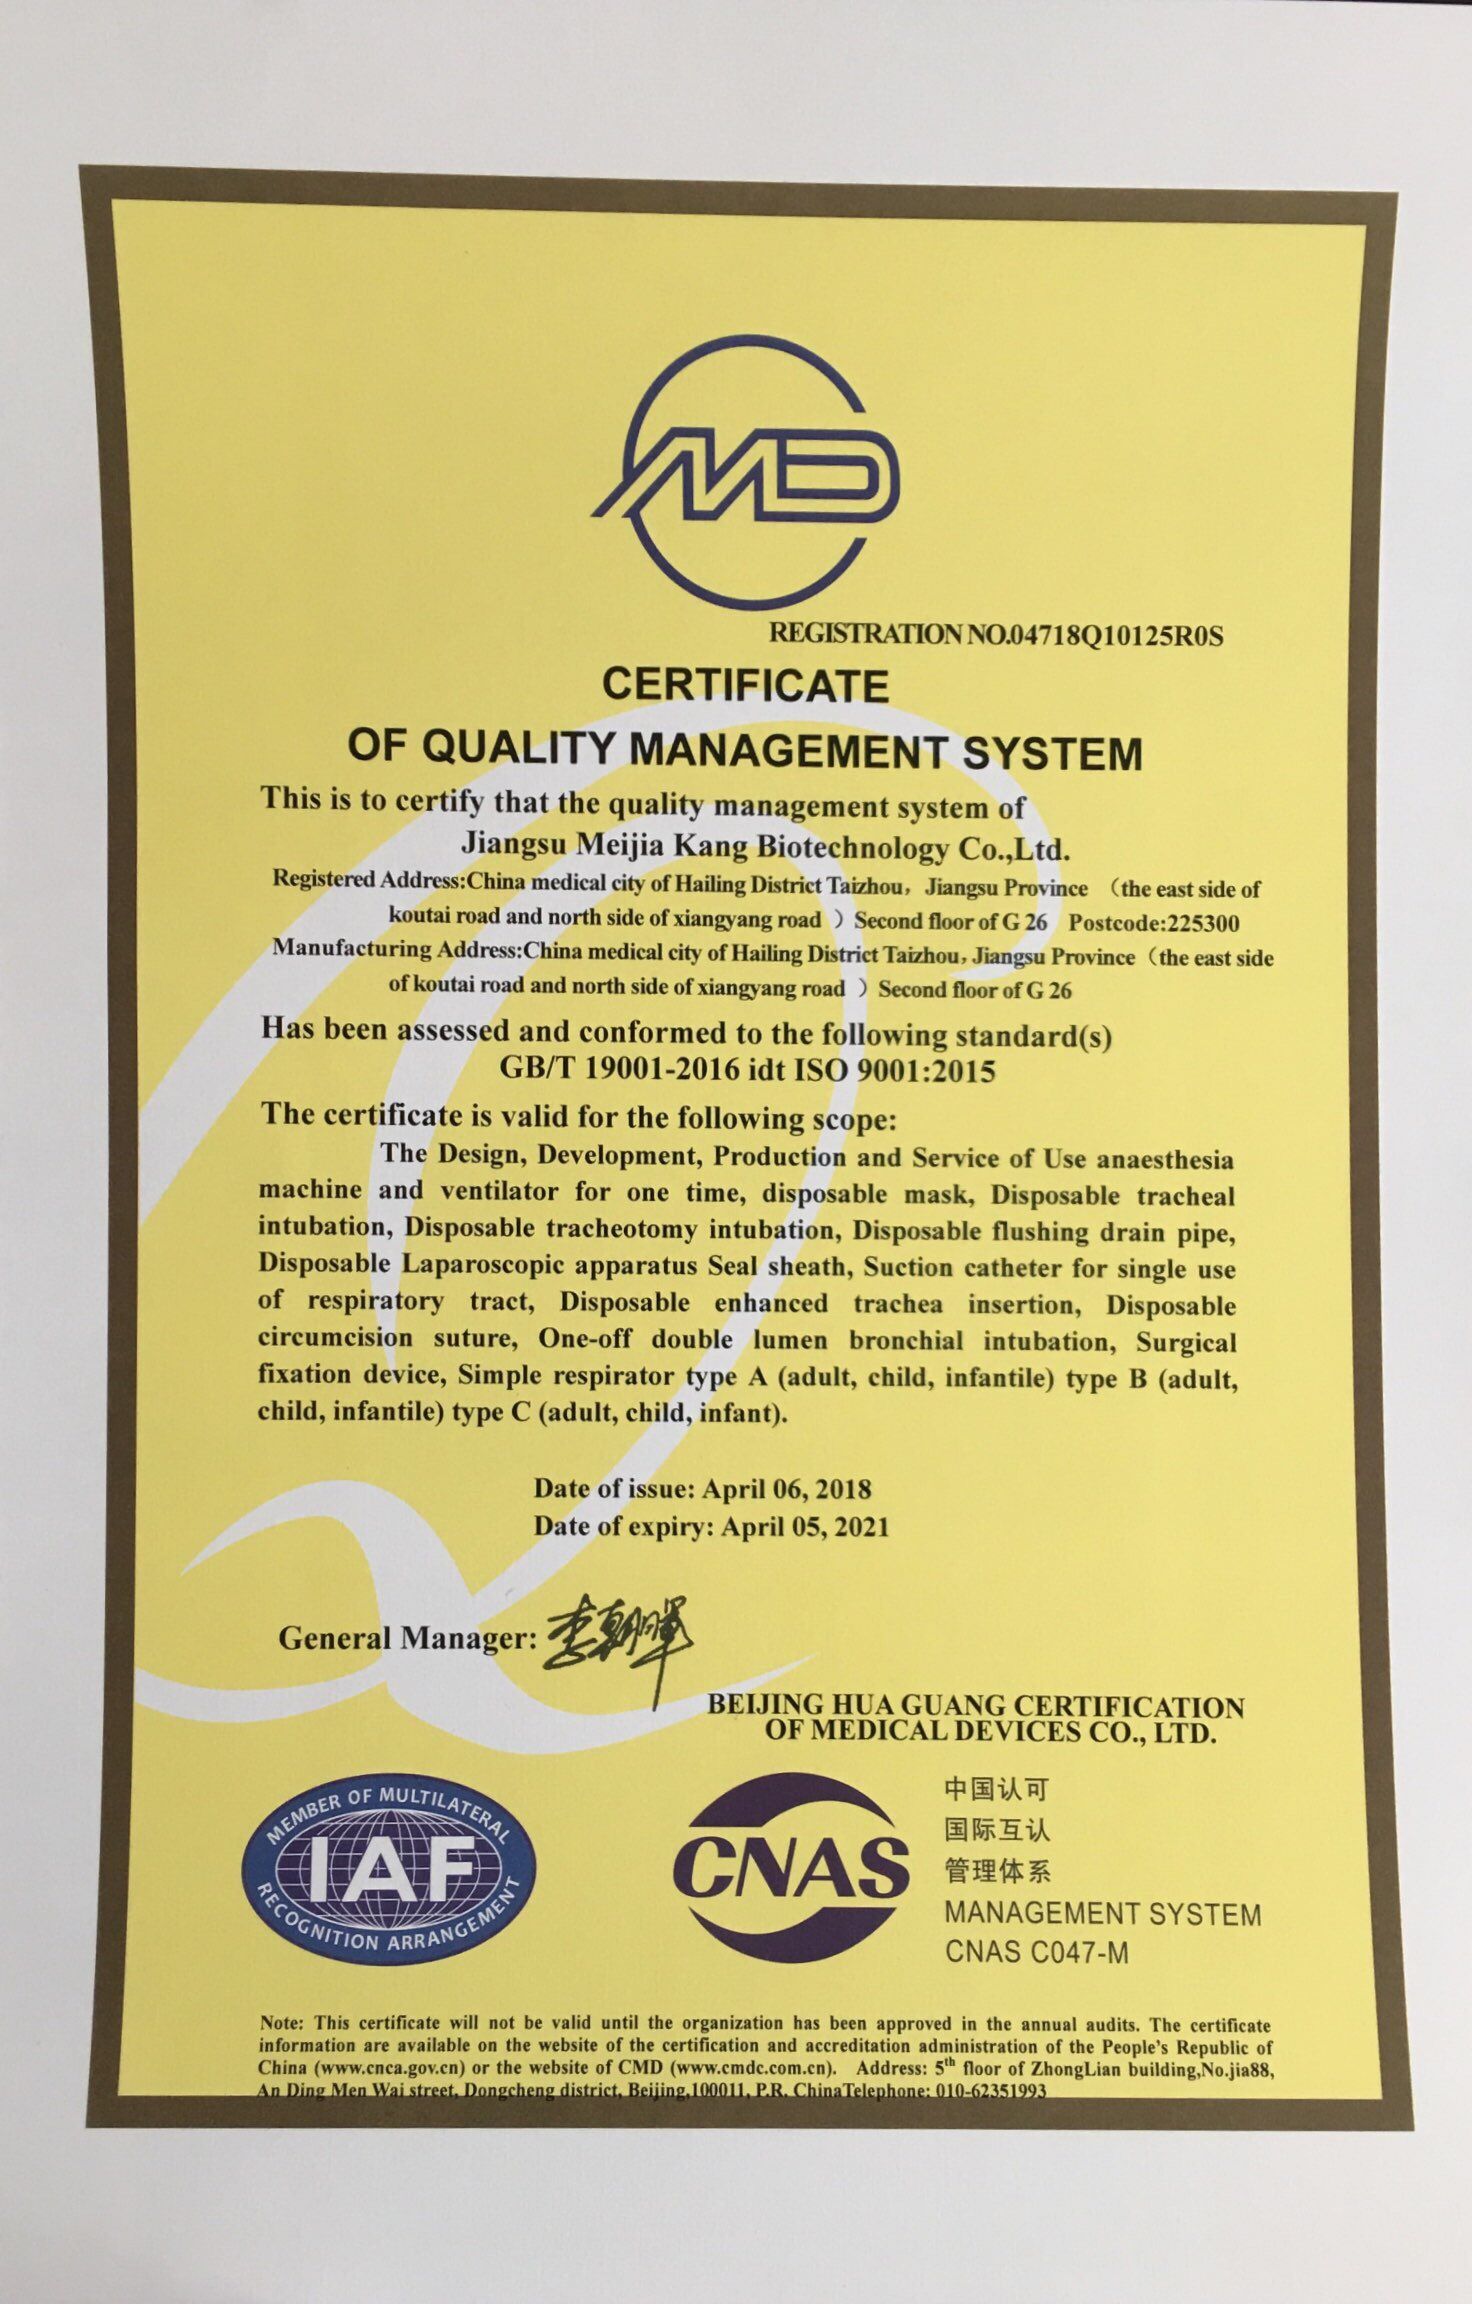 MD
REGISTRATION NO.04718Q10125R0S
CERTIFICATE
OF QUALITY MANAGEMENT SYSTEM
This is to certify that the quality management system of
Jiangsu Meijia Kang Biotechnology Co.,Ltd.
Registered Address:China medical city of Hailing District Taizhou，Jiangsu Province （the east side of
koutai road and north side of xiangyang road ）Second floor of G 26 Postcode:225300
Manufacturing Address:China medical city of Hailing District Taizhou，Jiangsu Province（the east side
of koutai road and north side of xiangyang road ）Second floor of G 26
Has been assessed and conformed to the following standard(s)
GB/T 19001-2016 idt ISO 9001:2015
The certificate is valid for the following scope:
The Design, Development, Production and Service of Use anaesthesia
machine and ventilator for one time, disposable mask, Disposable tracheal
intubation, Disposable tracheotomy intubation, Disposable flushing drain pipe,
Disposable Laparoscopic apparatus Seal sheath, Suction catheter for single use
of respiratory tract, Disposable enhanced trachea insertion, Disposable
circumcision suture, One-off double lumen bronchial intubation, Surgical
fixation device, Simple respirator type A (adult, child, infantile) type B (adult,
child, infantile) type C (adult, child, infant).
Date of issue: April 06, 2018
Date of expiry: April 05, 2021
General Manager: 李朝暉
BEIJING HUA GUANG CERTIFICATION
OF MEDICAL DEVICES CO., LTD.
MEMBER OF MULTILATERAL
IAF
RECOGNITION ARRANGEMENT
CNAS
中国认可
国际互认
管理体系
MANAGEMENT SYSTEM
CNAS C047-M
Note: This certificate will not be valid until the organization has been approved in the annual audits. The certificate
information are available on the website of the certification and accreditation administration of the People's Republic of
China (www.cnca.gov.cn) or the website of CMD (www.cmdc.com.cn). Address: 5th floor of ZhongLian building,No.jia88,
An Ding Men Wai street, Dongcheng district, Beijing,100011, P.R. ChinaTelephone: 010-62351993